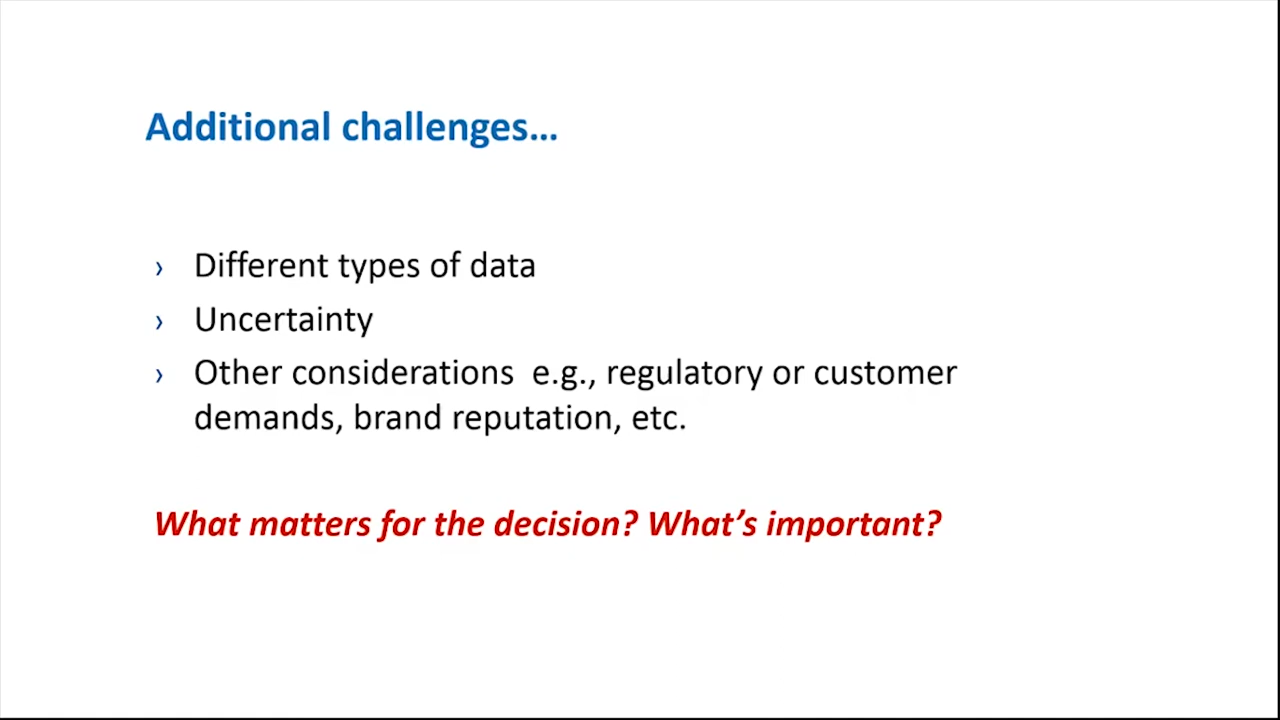 Additional challenges…
› Different types of data
› Uncertainty
› Other considerations  e.g., regulatory or customer
demands, brand reputation, etc.
What matters for the decision? What’s important?